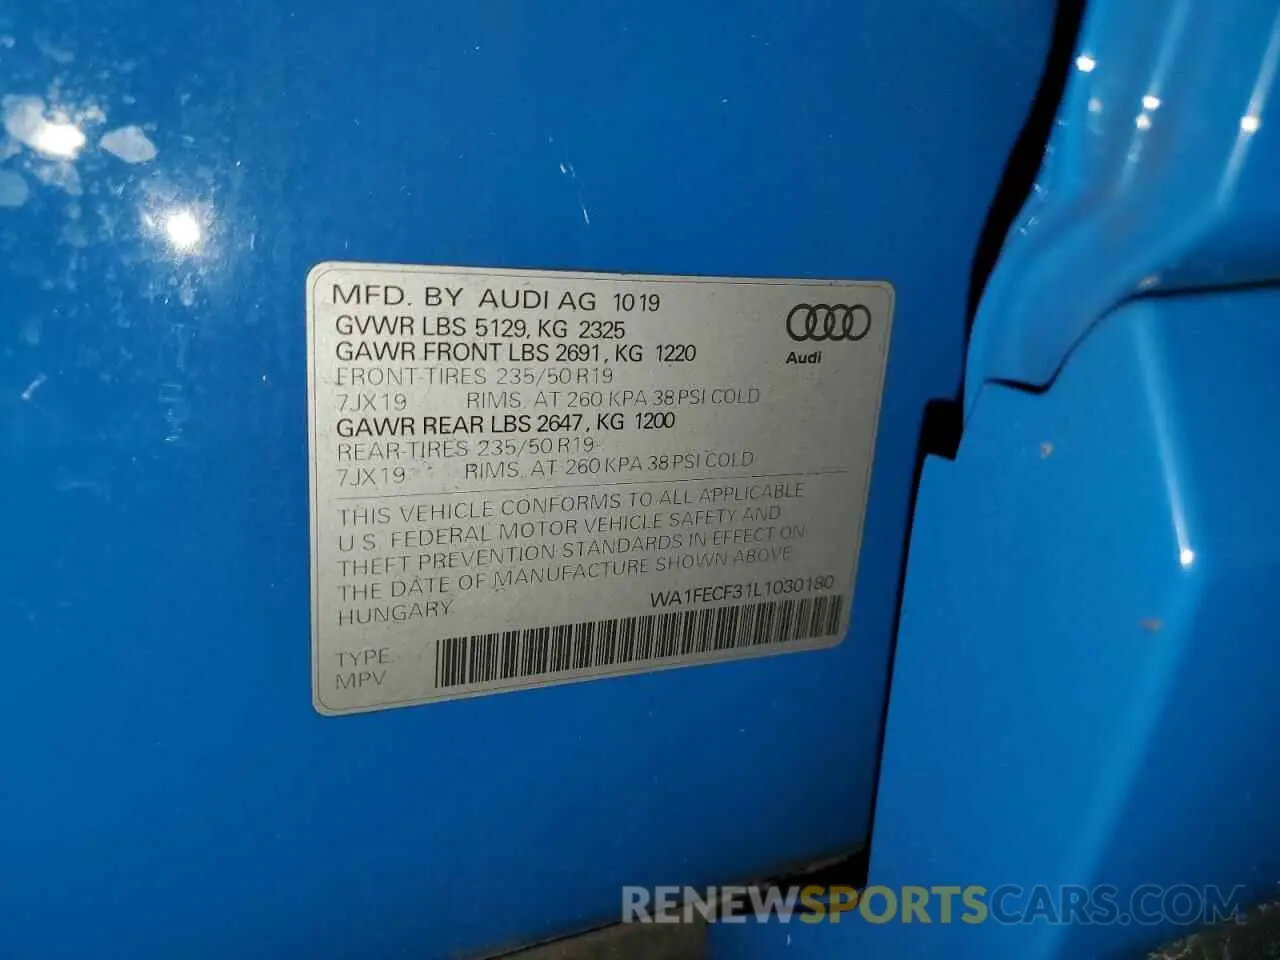 MFD. BY AUDI AG 1019
GVWR LBS 5129, KG 2325
GAWR FRONT LBS 2691, KG 1220
FRONT-TIRES 235/50 R19
7JX19 RIMS, AT 260 KPA 38 PSI COLD
GAWR REAR LBS 2647, KG 1200
REAR-TIRES 235/50 R19
7JX19 RIMS, AT 260 KPA 38 PSI COLD
Audi
THIS VEHICLE CONFORMS TO ALL APPLICABLE
U.S. FEDERAL MOTOR VEHICLE SAFETY AND
THEFT PREVENTION STANDARDS IN EFFECT ON
THE DATE OF MANUFACTURE SHOWN ABOVE
HUNGARY
WA1FECF31L1030180
TYPE
MPV
RENEWSPORTSCARS.COM